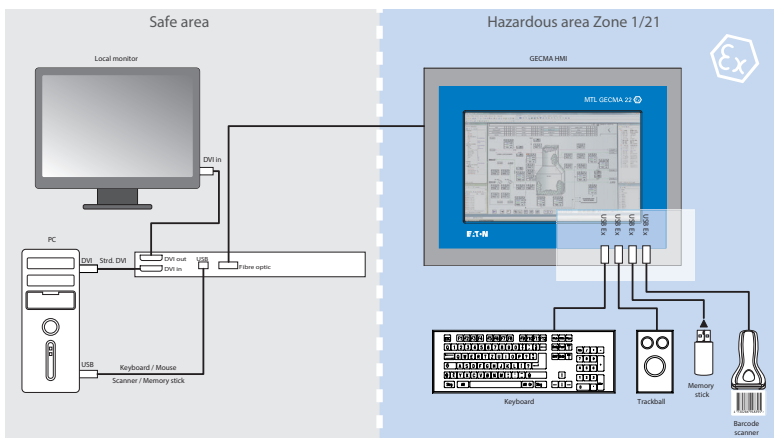 Safe area
Hazardous area Zone 1/21
Local monitor
GECMA HMI
Ex
MTL GECMA 22
DVI in
USB Ex
USB Ex
USB Ex
USB Ex
E·T·N
PC
DVI
Strd. DVI
DVI out
DVI in
USB
Fibre optic
USB
Keyboard / Mouse
Scanner / Memory stick
Keyboard
Trackball
Memory
stick
Barcode
scanner